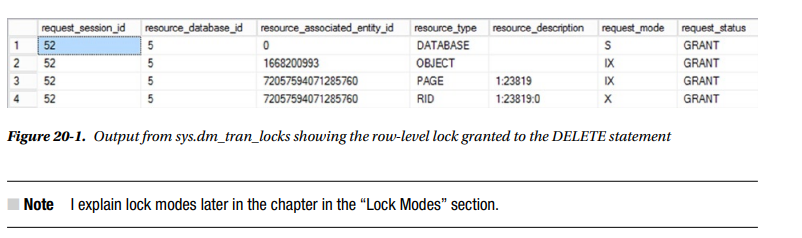 request_session_id resource_database_id resource_associated_entity_id resource_type resource_description request_mode request_status
1 52 5 0 DATABASE S GRANT
2 52 5 1668200993 OBJECT IX GRANT
3 52 5 72057594071285760 PAGE 1:23819 IX GRANT
4 52 5 72057594071285760 RID 1:23819:0 X GRANT
Figure 20-1. Output from sys.dm_tran_locks showing the row-level lock granted to the DELETE statement
Note I explain lock modes later in the chapter in the “Lock Modes” section.